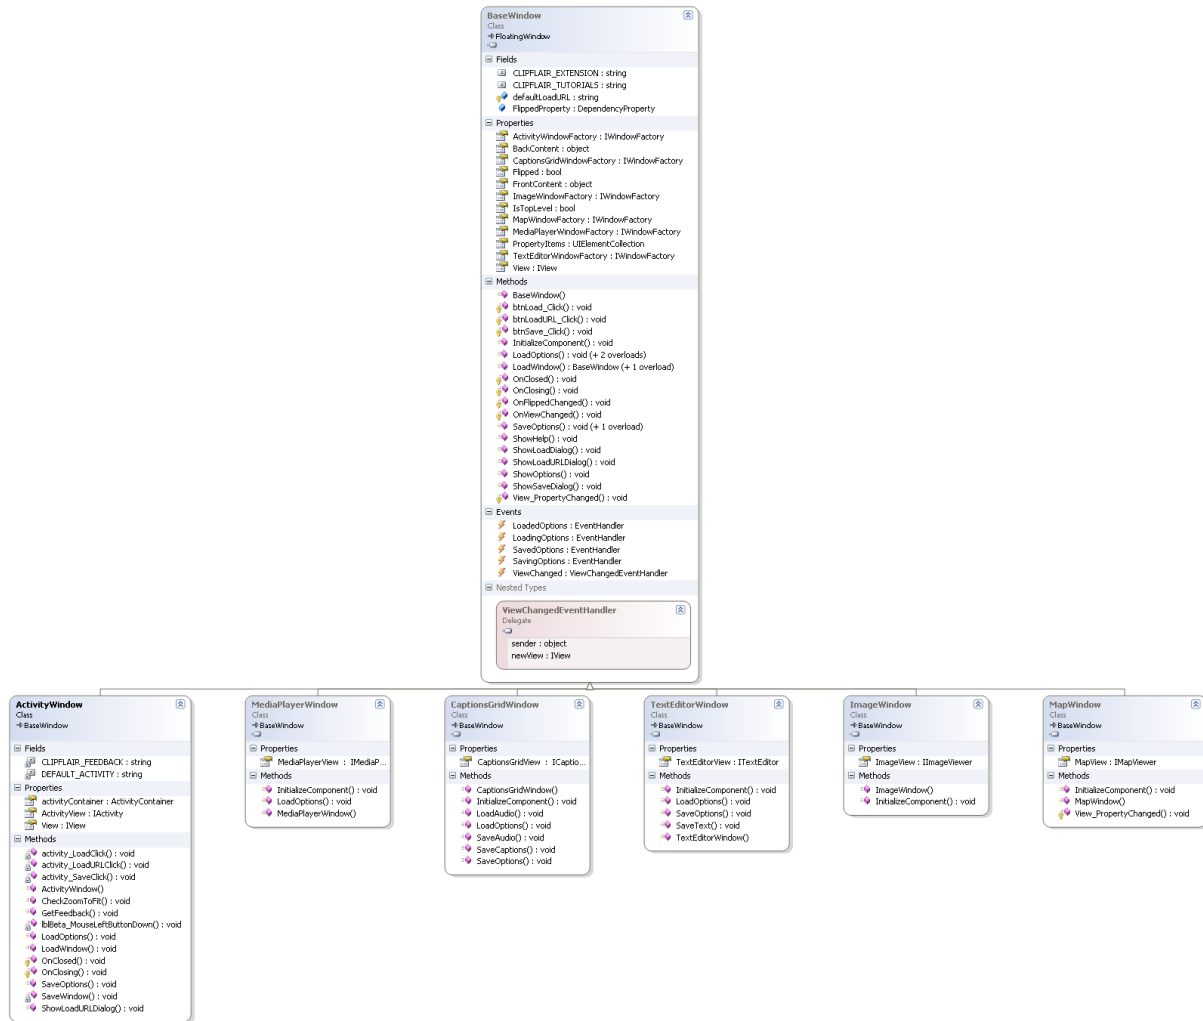 BaseWindow
Class
FloatingWindow
Fields
CLIPFLAIR_EXTENSION : string
CLIPFLAIR_TUTORIALS : string
defaultLoadURL : string
FlippedProperty : DependencyProperty
Properties
ActivityWindowFactory : IWindowFactory
BackContent : object
CaptionsGridWindowFactory : IWindowFactory
Flipped : bool
FrontContent : object
ImageWindowFactory : IWindowFactory
IsTopLevel : bool
MapWindowFactory : IWindowFactory
MediaPlayerWindowFactory : IWindowFactory
PropertyItems : UIElementCollection
TextEditorWindowFactory : IWindowFactory
View : IView
Methods
BaseWindow()
btnLoad_Click() : void
btnLoadURL_Click() : void
btnSave_Click() : void
InitializeComponent() : void
LoadOptions() : void (+ 2 overloads)
LoadWindow() : BaseWindow (+ 1 overload)
OnClosed() : void
OnClosing() : void
OnFlippedChanged() : void
OnViewChanged() : void
SaveOptions() : void (+ 1 overload)
ShowHelp() : void
ShowLoadDialog() : void
ShowLoadURLDialog() : void
ShowOptions() : void
ShowSaveDialog() : void
View_PropertyChanged() : void
Events
LoadedOptions : EventHandler
LoadingOptions : EventHandler
SavedOptions : EventHandler
SavingOptions : EventHandler
ViewChanged : ViewChangedEventHandler
Nested Types
ViewChangedEventHandler
Delegate
sender : object
newView : IView
ActivityWindow
Class
BaseWindow
Fields
CLIPFLAIR_FEEDBACK : string
DEFAULT_ACTIVITY : string
Properties
activityContainer : ActivityContainer
ActivityView : IActivity
View : IView
Methods
activity_LoadClick() : void
activity_LoadURLClick() : void
activity_SaveClick() : void
ActivityWindow()
CheckZoomToFit() : void
GetFeedback() : void
lblBeta_MouseLeftButtonDown() : void
LoadOptions() : void
LoadWindow() : void
OnClosed() : void
OnClosing() : void
SaveOptions() : void
SaveWindow() : void
ShowLoadURLDialog() : void
MediaPlayerWindow
Class
BaseWindow
Properties
MediaPlayerView : IMediaP...
Methods
InitializeComponent() : void
LoadOptions() : void
MediaPlayerWindow()
CaptionsGridWindow
Class
BaseWindow
Properties
CaptionsGridView : ICaptio...
Methods
CaptionsGridWindow()
InitializeComponent() : void
LoadAudio() : void
LoadOptions() : void
SaveAudio() : void
SaveCaptions() : void
SaveOptions() : void
TextEditorWindow
Class
BaseWindow
Properties
TextEditorView : ITextEditor
Methods
InitializeComponent() : void
LoadOptions() : void
SaveOptions() : void
SaveText() : void
TextEditorWindow()
ImageWindow
Class
BaseWindow
Properties
ImageView : IImageViewer
Methods
ImageWindow()
InitializeComponent() : void
MapWindow
Class
BaseWindow
Properties
MapView : IMapViewer
Methods
InitializeComponent() : void
MapWindow()
View_PropertyChanged() : void